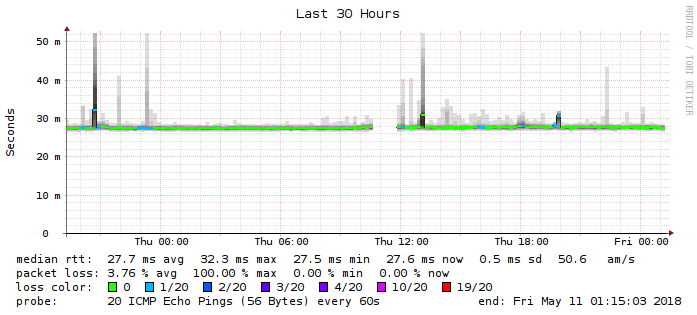 Last 30 Hours
RRDTOOL / TOBI OETIKER
Seconds
50 m
40 m
30 m
20 m
10 m
0
Thu 00:00 Thu 06:00 Thu 12:00 Thu 18:00 Fri 00:00
median rtt: 27.7 ms avg 32.3 ms max 27.5 ms min 27.6 ms now 0.5 ms sd 50.6 am/s
packet loss: 3.76 % avg 100.00 % max 0.00 % min 0.00 % now
loss color: 0 1/20 2/20 3/20 4/20 10/20 19/20
probe: 20 ICMP Echo Pings (56 Bytes) every 60s end: Fri May 11 01:15:03 2018